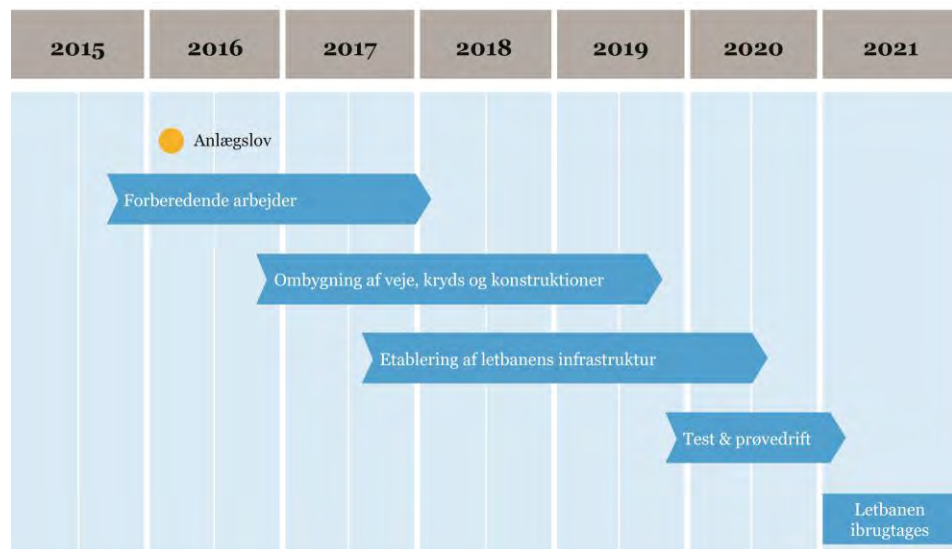 2015 2016 2017 2018 2019 2020 2021
Anlægslov
Forberedende arbejder
Ombygning af veje, kryds og konstruktioner
Etablering af letbanens infrastruktur
Test & prøvedrift
Letbanen
ibrugtages